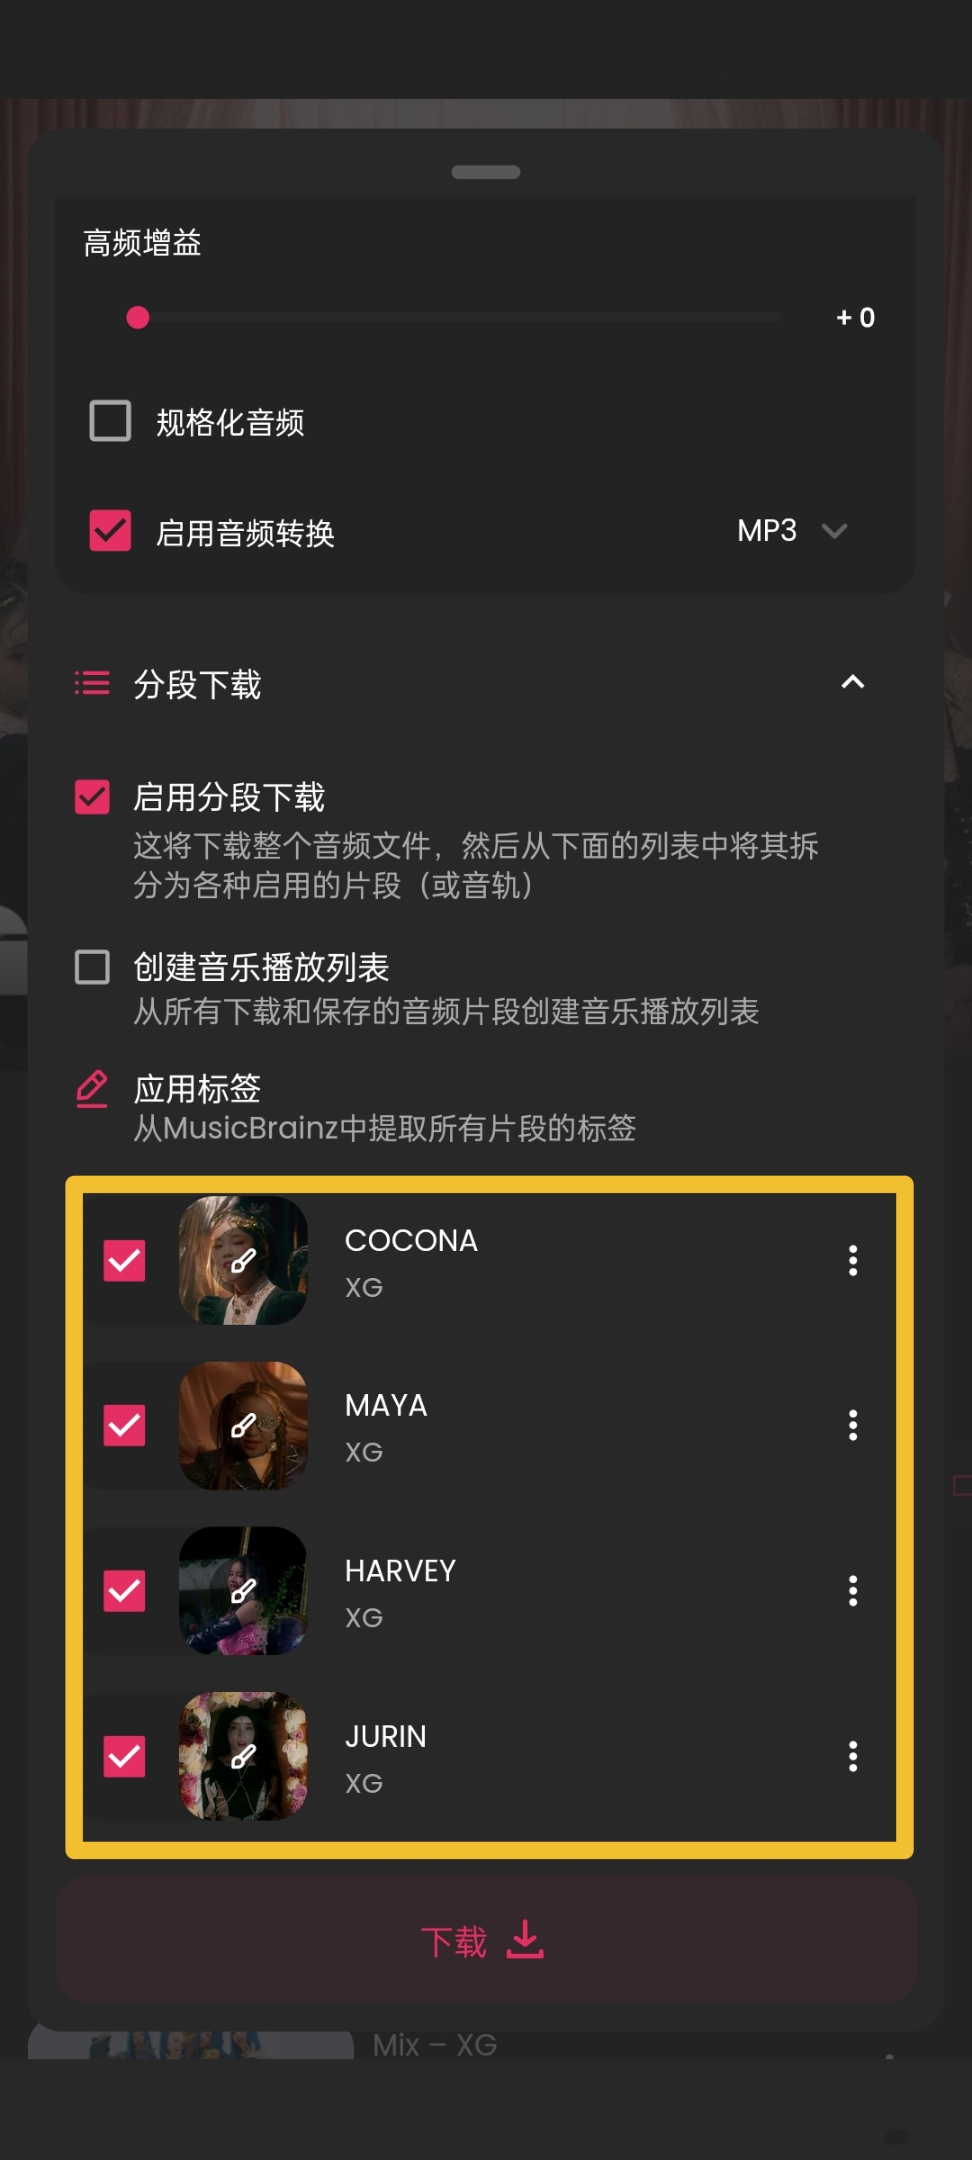 高频增益
+ 0
规格化音频
启用音频转换
MP3
分段下载
启用分段下载
这将下载整个音频文件，然后从下面的列表中将其拆
分为各种启用的片段（或音轨）
创建音乐播放列表
从所有下载和保存的音频片段创建音乐播放列表
应用标签
从MusicBrainz中提取所有片段的标签
COCONA
XG
MAYA
XG
HARVEY
XG
JURIN
XG
下载
Mix – XG